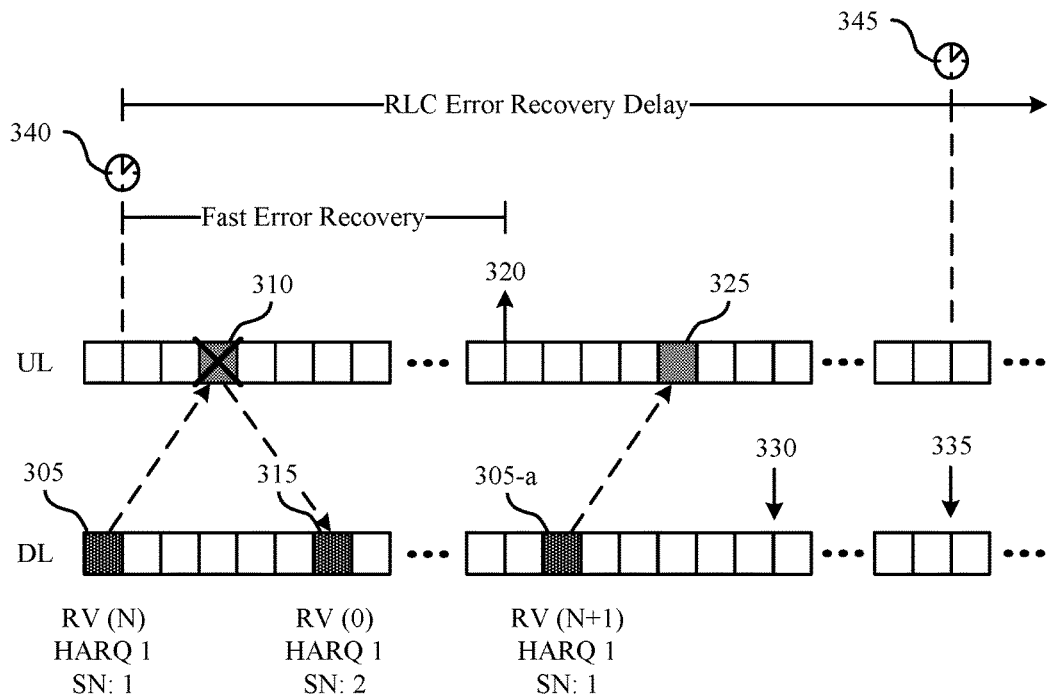 345
RLC Error Recovery Delay
340
Fast Error Recovery
310
320
325
UL
305
315
305-a
330
335
DL
RV (N)
HARQ 1
SN: 1
RV (0)
HARQ 1
SN: 2
RV (N+1)
HARQ 1
SN: 1